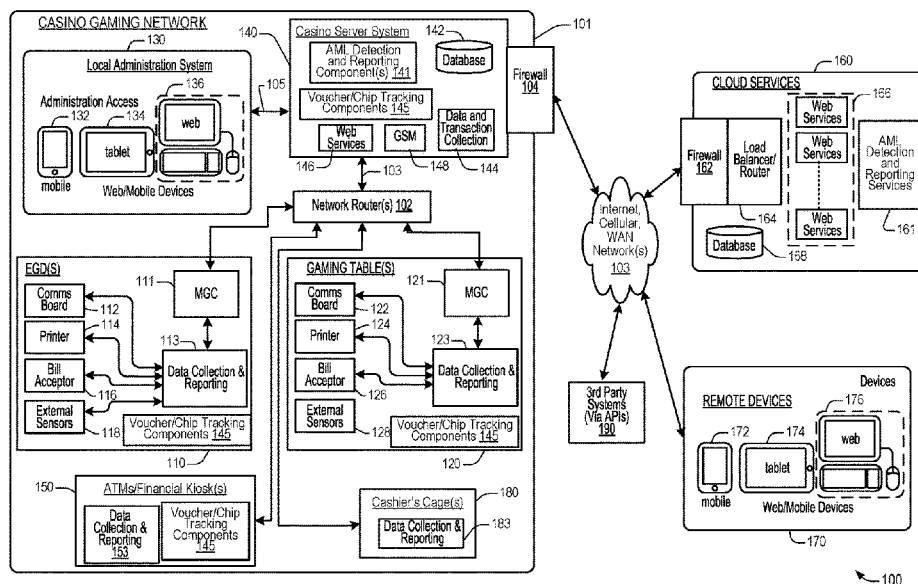 CASINO GAMING NETWORK
130
Local Administration System
136
Administration Access
132
134
web
tablet
mobile
Web/Mobile Devices
105
140
Casino Server System
142
AML Detection
and Reporting
Component(s) 141
Database
Voucher/Chip Tracking
Components 145
Web
Services
GSM
Data and
Transaction
Collection
146
148
144
103
101
Firewall
104
Network Router(s) 102
EGD(S)
111
MGC
Comms
Board
112
Printer
114
113
Data Collection &
Reporting
Bill
Acceptor
116
External
Sensors
118
Voucher/Chip Tracking
Components 145
110
GAMING TABLE(S)
121
MGC
Comms
Board
122
Printer
124
123
Data Collection &
Reporting
Bill
Acceptor
126
External
Sensors
128
Voucher/Chip Tracking
Components 145
120
150
ATMs/Financial Kiosk(s)
Data
Collection &
Reporting
153
Voucher/Chip
Tracking
Components
145
Cashier's Cage(s)
180
Data Collection &
Reporting
183
Internet,
Cellular,
WAN
Network(s)
103
3rd Party
Systems
(Via APIs)
190
160
CLOUD SERVICES
166
Web
Services
Web
Services
Web
Services
Firewall
162
Load
Balancer/
Router
164
AML
Detection
and
Reporting
Services
161
Database
168
Devices
REMOTE DEVICES
176
172
174
web
tablet
mobile
Web/Mobile Devices
170
100